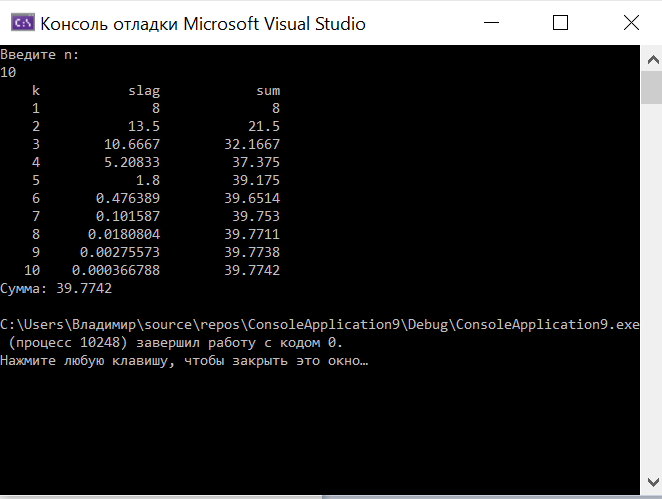 C:\ Консоль отладки Microsoft Visual Studio
Введите n:
10
k slag sum
1 8 8
2 13.5 21.5
3 10.6667 32.1667
4 5.20833 37.375
5 1.8 39.175
6 0.476389 39.6514
7 0.101587 39.753
8 0.0180804 39.7711
9 0.00275573 39.7738
10 0.000366788 39.7742
Сумма: 39.7742
C:\Users\Владимир\source\repos\ConsoleApplication9\Debug\ConsoleApplication9.exe
(процесс 10248) завершил работу с кодом 0.
Нажмите любую клавишу, чтобы закрыть это окно…